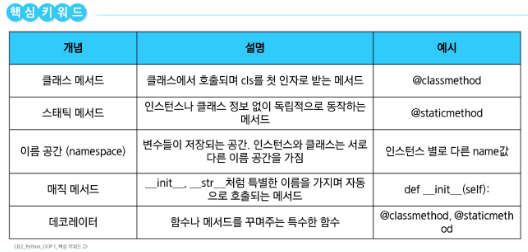 핵심키워드
개념 설명 예시
클래스 메서드 클래스에서 호출되며 cls를 첫 인자로 받는 메서드 @classmethod
스태틱 메서드 인스턴스나 클래스 정보 없이 독립적으로 동작하는
메서드 @staticmethod
이름 공간 (namespace) 변수들이 저장되는 공간. 인스턴스와 클래스는 서로
다른 이름 공간을 가짐 인스턴스 별로 다른 name값
매직 메서드 __init__, __str__처럼 특별한 이름을 가지며 자동
으로 호출되는 메서드 def __init__(self):
데코레이터 함수나 메서드를 꾸며주는 특수한 함수 @classmethod, @staticmeth
od